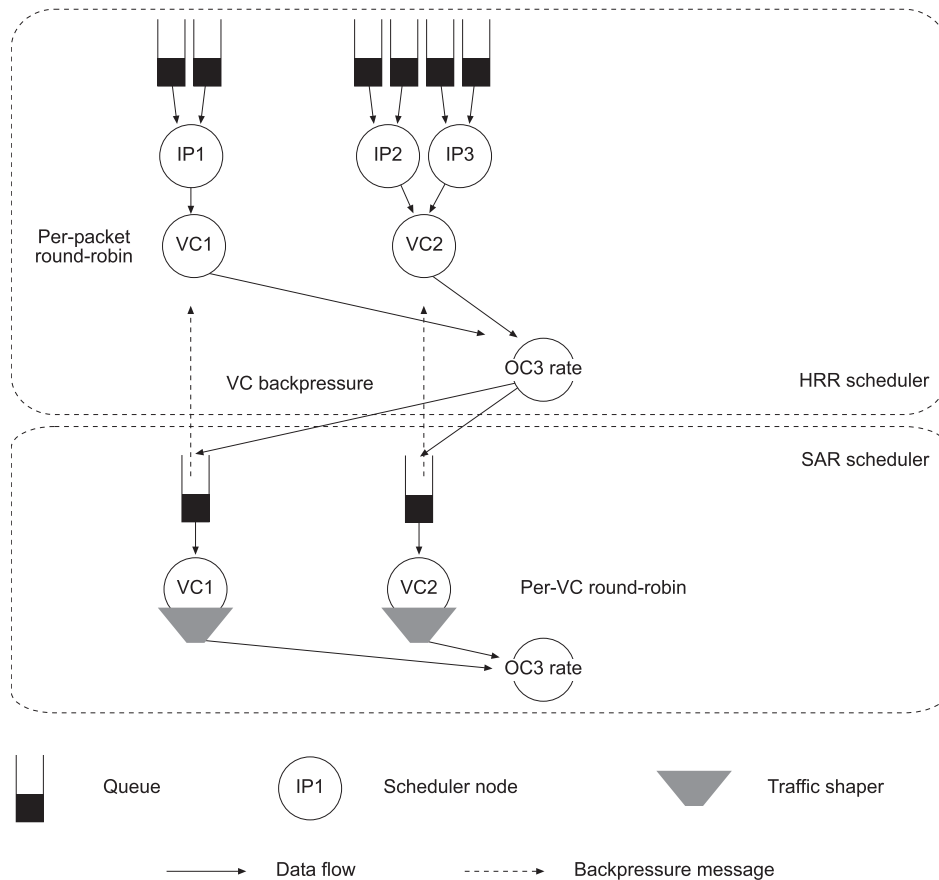 IP1
IP2
IP3
Per-packet
round-robin
VC1
VC2
OC3 rate
VC backpressure
HRR scheduler
SAR scheduler
VC1
VC2
Per-VC round-robin
OC3 rate
Queue
IP1
Scheduler node
Traffic shaper
Data flow
Backpressure message